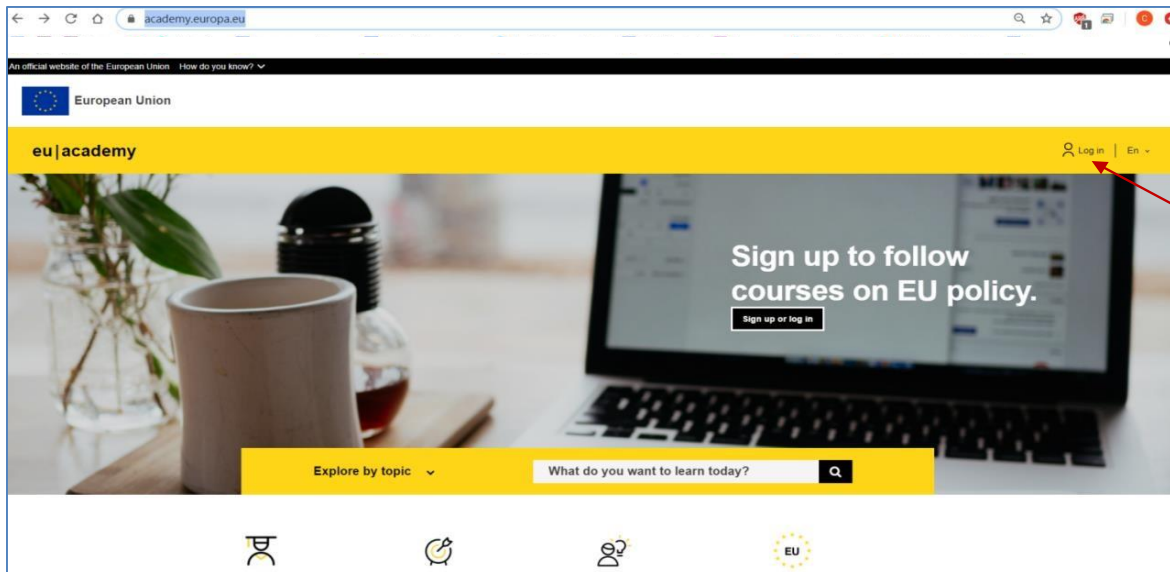 academy.europa.eu
1
C
An official website of the European Union How do you know?
European Union
eu|academy
Log in | En
Sign up to follow
courses on EU policy.
Sign up or log in
Explore by topic
What do you want to learn today?
EU